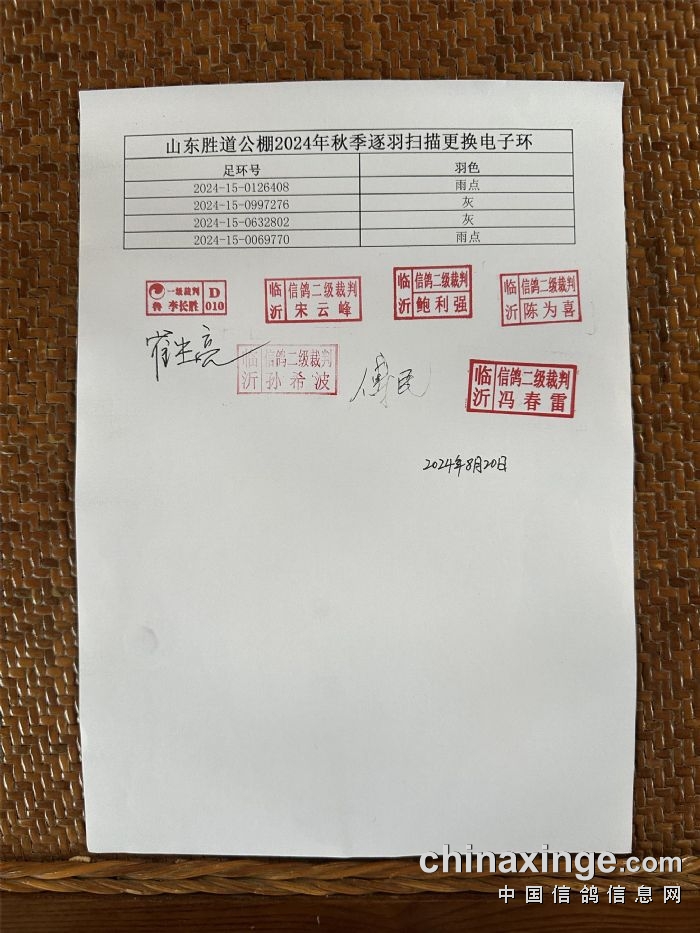 山东胜道公棚2024年秋季逐羽扫描更换电子环
足环号 羽色
2024-15-0126408 雨点
2024-15-0997276 灰
2024-15-0632802 灰
2024-15-0069770 雨点
一级裁判 D
鲁 李长胜 010
临沂 信鸽二级裁判 宋云峰
临沂 信鸽二级裁判 鲍利强
临沂 信鸽二级裁判 陈为喜
临沂 信鸽二级裁判 孙希波
临沂 信鸽二级裁判 冯春雷
2024年8月20日
chinaxinge.com
中国信鸽信息网